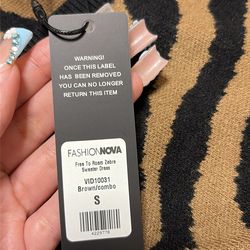 WARNING!
ONCE THIS LABEL
HAS BEEN REMOVED
YOU CAN NO LONGER
RETURN THIS ITEM
FASHIONNOVA
Free To Roam Zebra
Sweater Dress
VID10031
Brown/combo
S
4229778